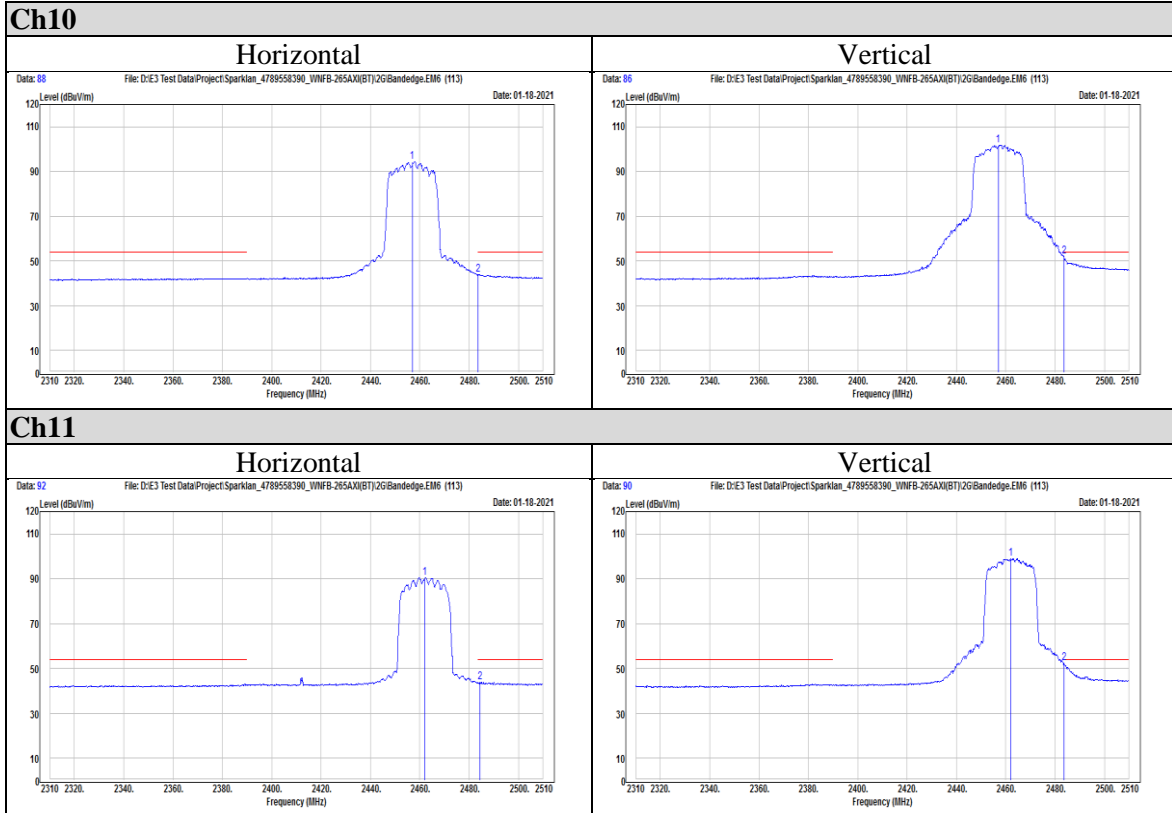 Ch10
Horizontal Vertical
Data: 88 File: D:\E3 Test Data\Project\Sparklan_4789558390_WNFB-265AXI(BT)\2G\Bandedge.EM6 (113)
120 Level (dBuV/m) Date: 01-18-2021
110
90
70
50
30
10
0
1
2
2310 2320. 2340. 2360. 2380. 2400. 2420. 2440. 2460. 2480. 2500. 2510
Frequency (MHz)
Data: 86 File: D:\E3 Test Data\Project\Sparklan_4789558390_WNFB-265AXI(BT)\2G\Bandedge.EM6 (113)
120 Level (dBuV/m) Date: 01-18-2021
110
90
70
50
30
10
0
1
2
2310 2320. 2340. 2360. 2380. 2400. 2420. 2440. 2460. 2480. 2500. 2510
Frequency (MHz)
Ch11
Horizontal Vertical
Data: 92 File: D:\E3 Test Data\Project\Sparklan_4789558390_WNFB-265AXI(BT)\2G\Bandedge.EM6 (113)
120 Level (dBuV/m) Date: 01-18-2021
110
90
70
50
30
10
0
1
2
2310 2320. 2340. 2360. 2380. 2400. 2420. 2440. 2460. 2480. 2500. 2510
Frequency (MHz)
Data: 90 File: D:\E3 Test Data\Project\Sparklan_4789558390_WNFB-265AXI(BT)\2G\Bandedge.EM6 (113)
120 Level (dBuV/m) Date: 01-18-2021
110
90
70
50
30
10
0
1
2
2310 2320. 2340. 2360. 2380. 2400. 2420. 2440. 2460. 2480. 2500. 2510
Frequency (MHz)